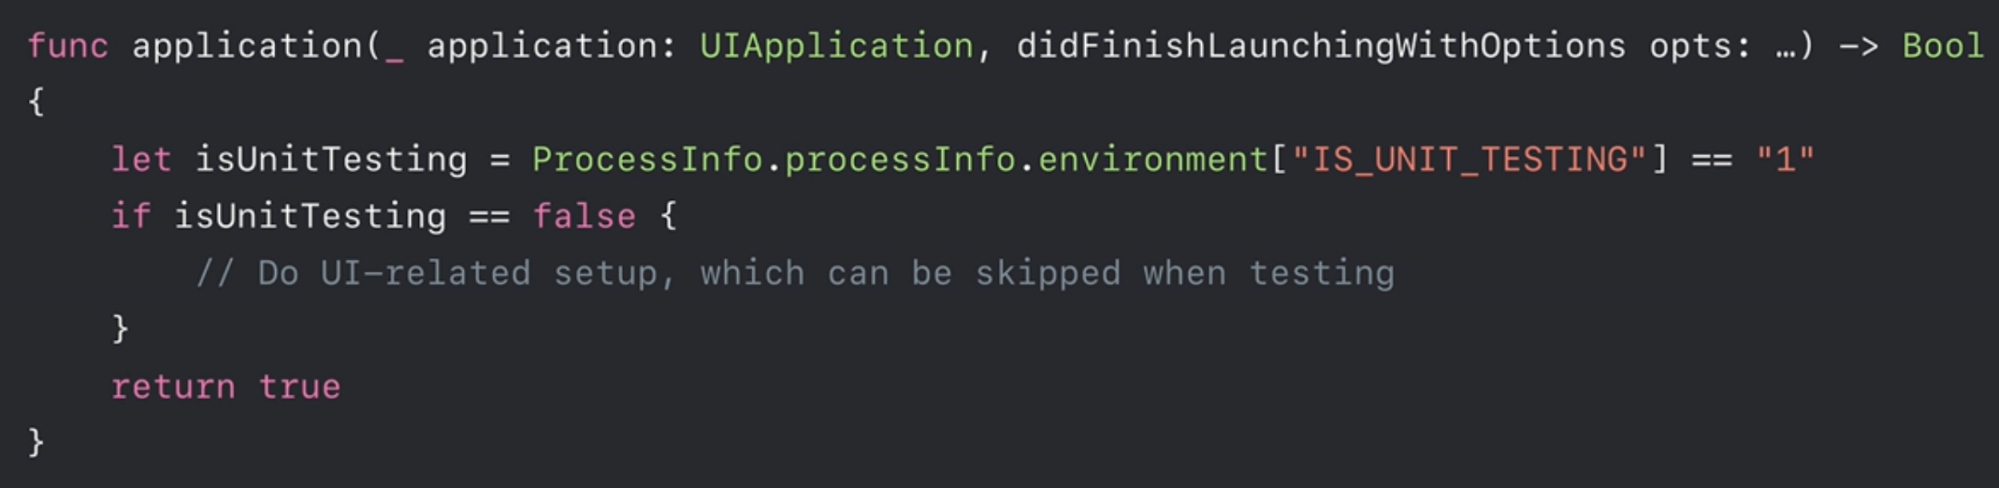 func application(_ application: UIApplication, didFinishLaunchingWithOptions opts: …) -> Bool
{
    let isUnitTesting = ProcessInfo.processInfo.environment["IS_UNIT_TESTING"] == "1"
    if isUnitTesting == false {
        // Do UI-related setup, which can be skipped when testing
    }
    return true
}